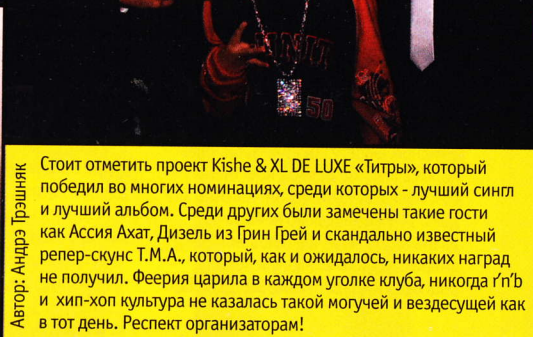 UNIT
50
Стоит отметить проект Kishe & XL DE LUXE «Титры», который
победил во многих номинациях, среди которых - лучший сингл
и лучший альбом. Среди других были замечены такие гости
как Ассия Ахат, Дизель из Грин Грей и скандально известный
репер-скунс Т.М.А., который, как и ожидалось, никаких наград
не получил. Феерия царила в каждом уголке клуба, никогда r'n'b
и хип-хоп культура не казалась такой могучей и вездесущей как
в тот день. Респект организаторам!
Автор: Андрэ Трэшняк